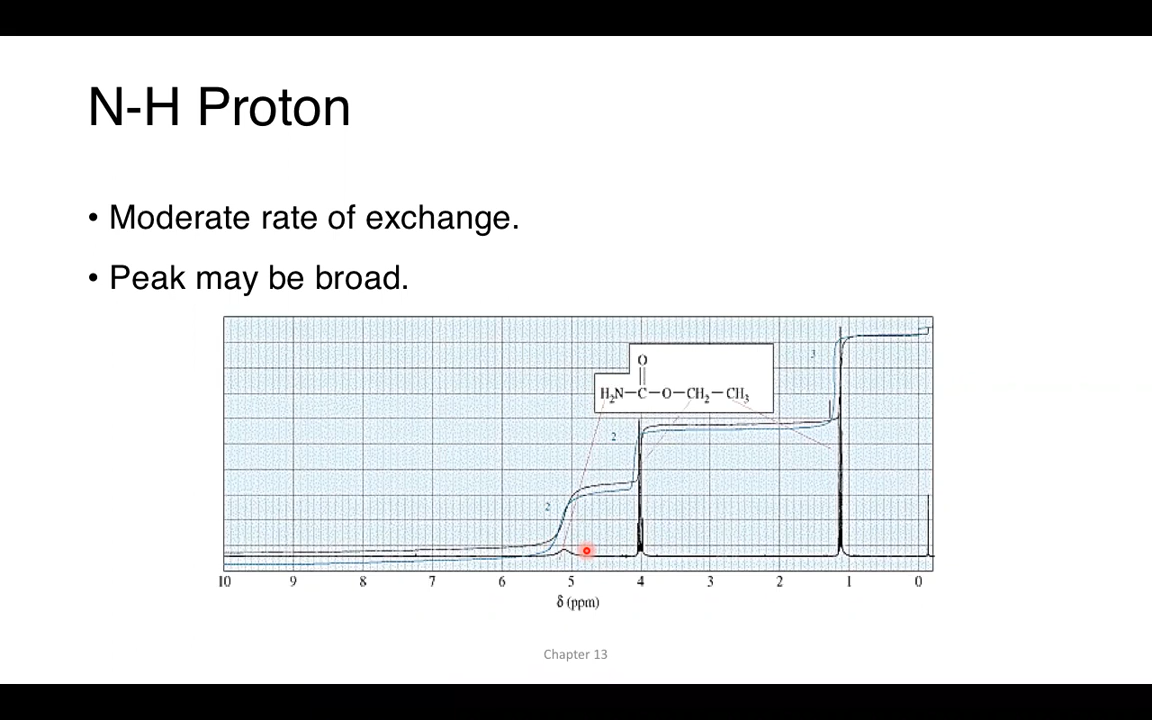 N-H Proton
• Moderate rate of exchange.
• Peak may be broad.
O
H₂N—C—O—CH₂—CH₃
3
2
2
10 9 8 7 6 5 4 3 2 1 0
δ (ppm)
Chapter 13